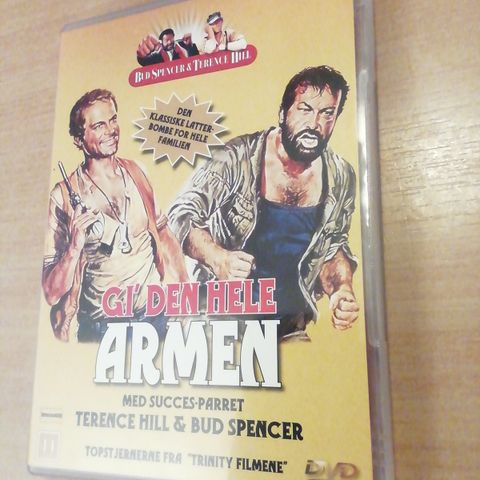 BUD SPENCER & TERENCE HILL
DEN
KLASSISKE LATTER-
BOMBE FOR HELE
FAMILIEN
GI' DEN HELE
ARMEN
MED SUCCES-PARRET
TERENCE HILL & BUD SPENCER
TOPSTJERNERNE FRA "TRINITY FILMENE"
DVD